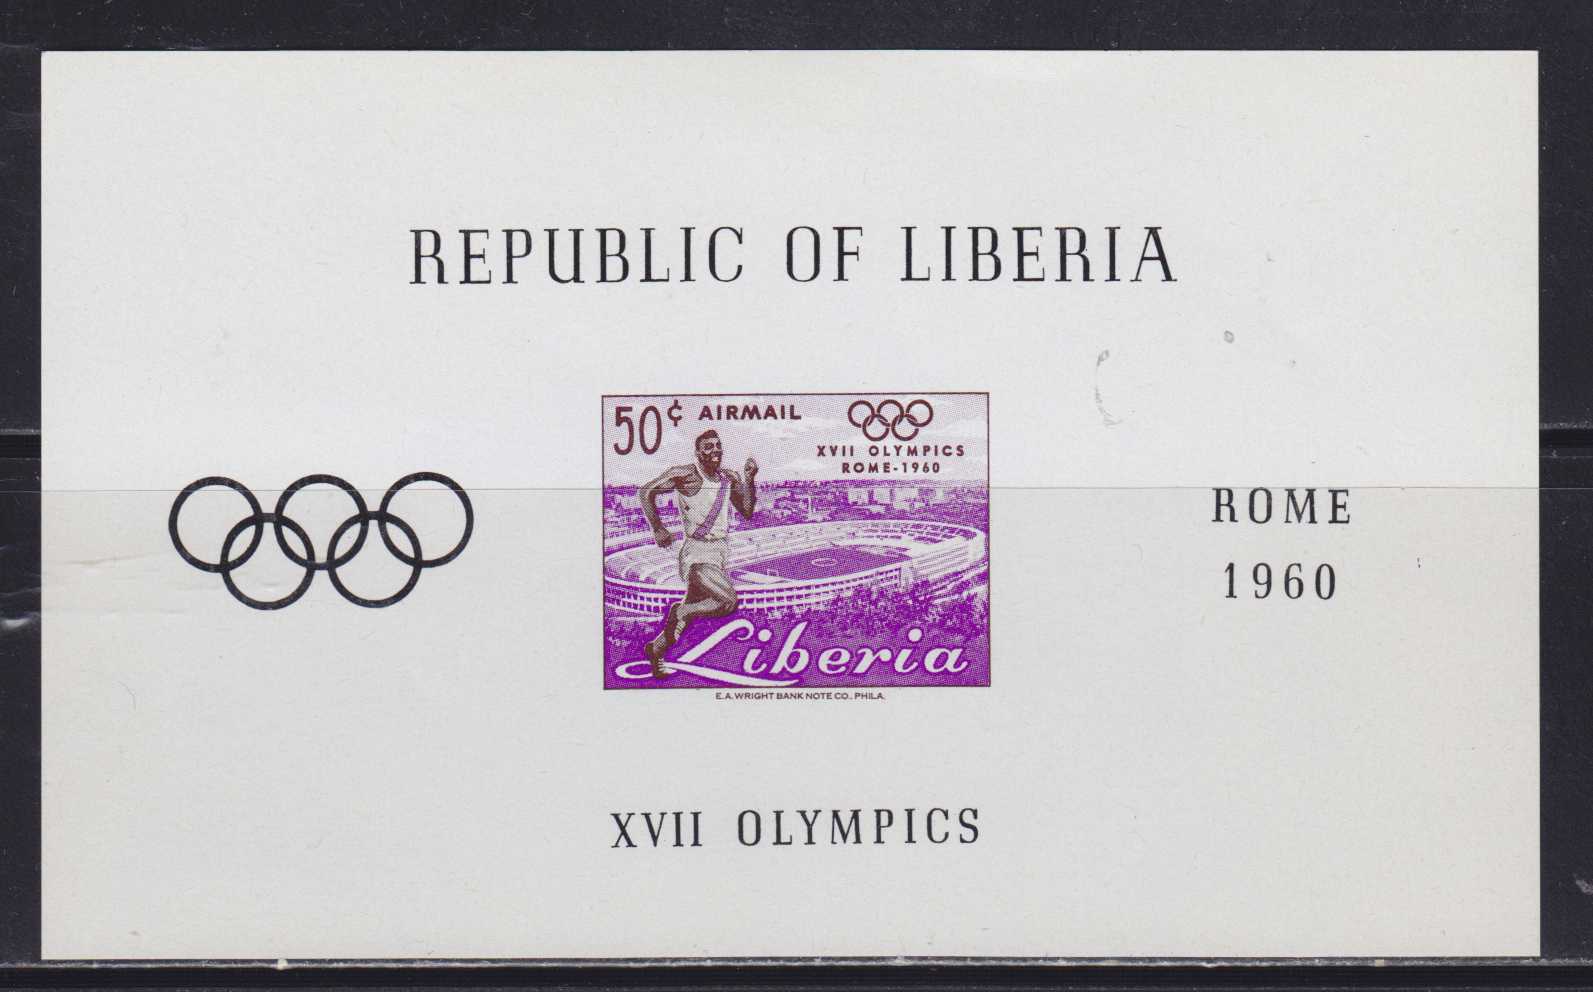 REPUBLIC OF LIBERIA
50¢ AIRMAIL
XVII OLYMPICS
ROME-1960
Liberia
E.A. WRIGHT BANK NOTE CO., PHILA.
ROME
1960
XVII OLYMPICS